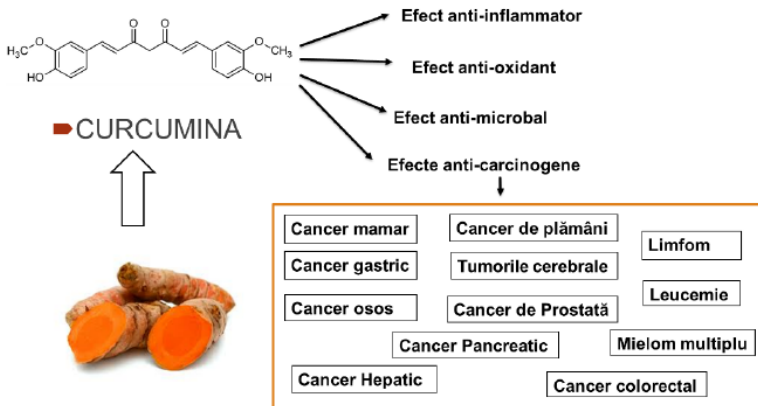 Efect anti-inflammator
O
O
H₃C
O
O
CH₃
HO
OH
Efect anti-oxidant
CURCUMINA
Efect anti-microbal
Efecte anti-carcinogene
Cancer mamar
Cancer de plămâni
Limfom
Cancer gastric
Tumorile cerebrale
Leucemie
Cancer osos
Cancer de Prostată
Cancer Pancreatic
Mielom multiplu
Cancer Hepatic
Cancer colorectal